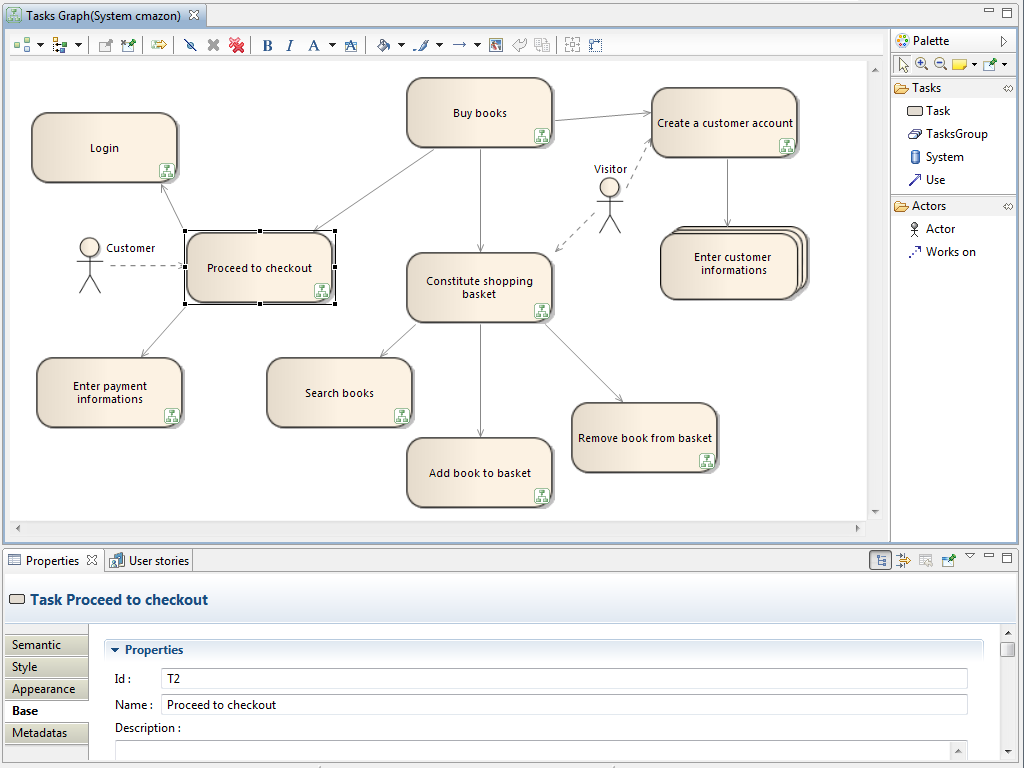 Tasks Graph(System cmazon)
B I A A
Palette
Tasks
Task
TasksGroup
System
Use
Actors
Actor
Works on
Buy books
Create a customer account
Login
Visitor
Customer
Proceed to checkout
Constitute shopping
basket
Enter customer
informations
Enter payment
informations
Search books
Remove book from basket
Add book to basket
Properties
User stories
Task Proceed to checkout
Semantic
Style
Appearance
Base
Metadatas
Properties
Id : T2
Name : Proceed to checkout
Description :